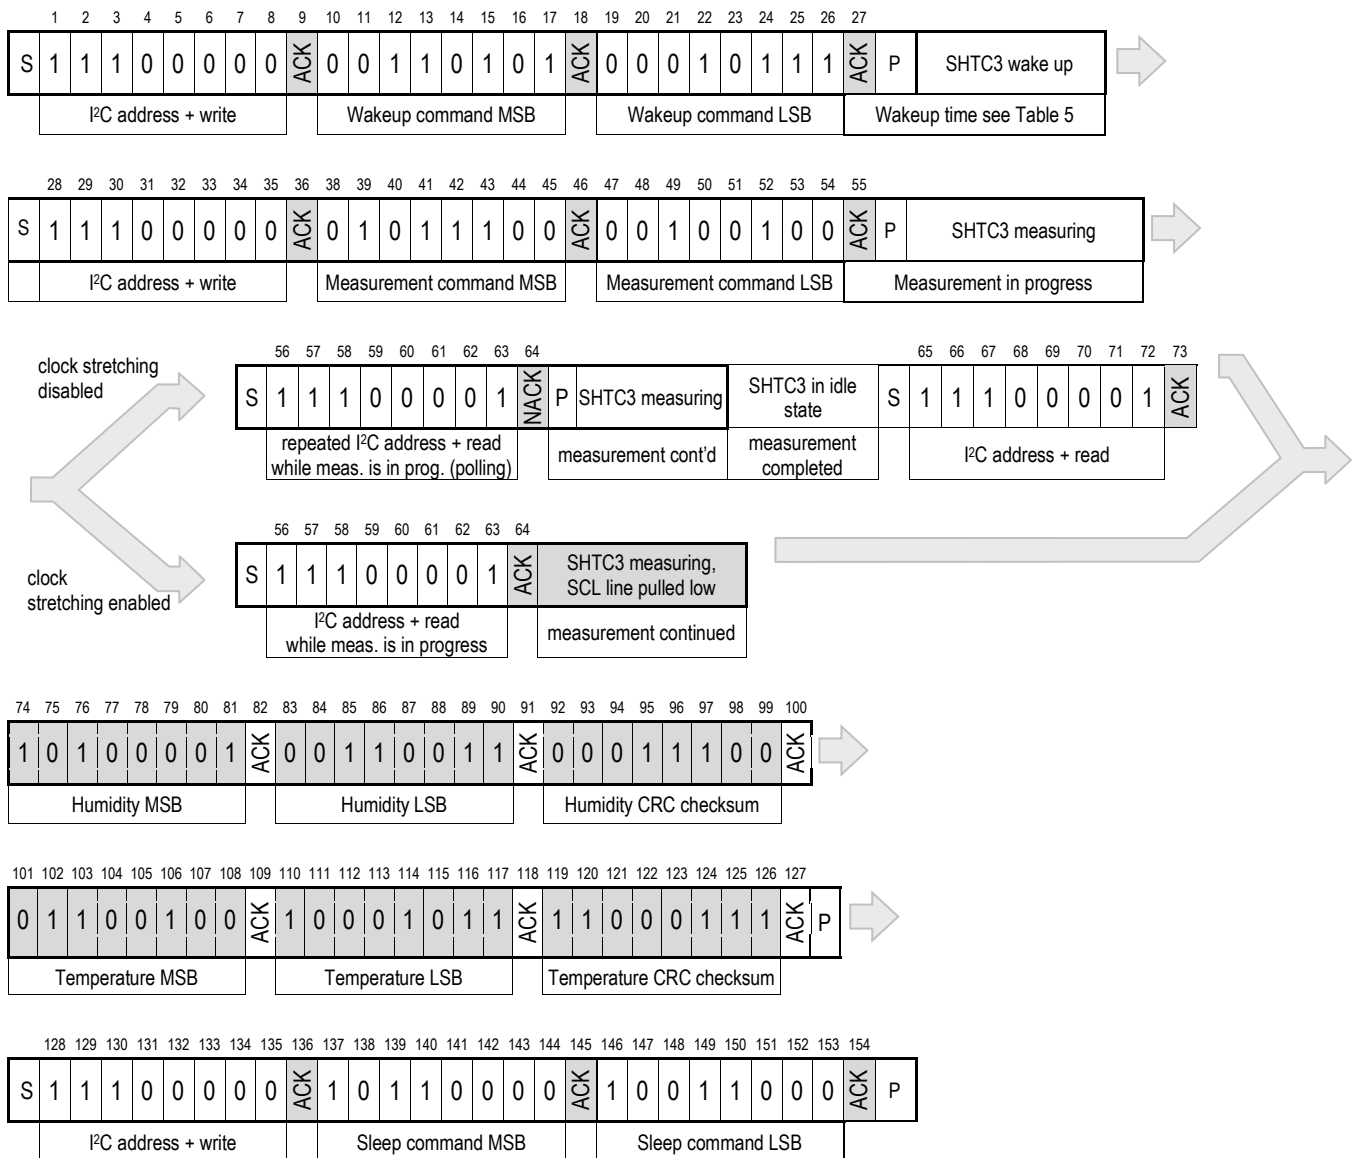 1 2 3 4 5 6 7 8 9 10 11 12 13 14 15 16 17 18 19 20 21 22 23 24 25 26 27
S 1 1 1 0 0 0 0 0 ACK 0 0 1 1 0 1 0 1 ACK 0 0 0 1 0 1 1 1 ACK P SHTC3 wake up
I²C address + write Wakeup command MSB Wakeup command LSB Wakeup time see Table 5
28 29 30 31 32 33 34 35 36 38 39 40 41 42 43 44 45 46 47 48 49 50 51 52 53 54 55
S 1 1 1 0 0 0 0 0 ACK 0 1 0 1 1 1 0 0 ACK 0 0 1 0 0 1 0 0 ACK P SHTC3 measuring
I²C address + write Measurement command MSB Measurement command LSB Measurement in progress
clock stretching
disabled
56 57 58 59 60 61 62 63 64 65 66 67 68 69 70 71 72 73
S 1 1 1 0 0 0 0 1 NACK P SHTC3 measuring SHTC3 in idle state S 1 1 1 0 0 0 0 1 ACK
repeated I²C address + read measurement cont'd measurement I²C address + read
while meas. is in prog. (polling) completed
56 57 58 59 60 61 62 63 64
clock
stretching enabled
S 1 1 1 0 0 0 0 1 ACK SHTC3 measuring,
SCL line pulled low
I²C address + read measurement continued
while meas. is in progress
74 75 76 77 78 79 80 81 82 83 84 85 86 87 88 89 90 91 92 93 94 95 96 97 98 99 100
1 0 1 0 0 0 0 1 ACK 0 0 1 1 0 0 1 1 ACK 0 0 0 1 1 1 0 0 ACK
Humidity MSB Humidity LSB Humidity CRC checksum
101 102 103 104 105 106 107 108 109 110 111 112 113 114 115 116 117 118 119 120 121 122 123 124 125 126 127
0 1 1 0 0 1 0 0 ACK 1 0 0 0 1 0 1 1 ACK 1 1 0 0 0 1 1 1 ACK P
Temperature MSB Temperature LSB Temperature CRC checksum
128 129 130 131 132 133 134 135 136 137 138 139 140 141 142 143 144 145 146 147 148 149 150 151 152 153 154
S 1 1 1 0 0 0 0 0 ACK 1 0 1 1 0 0 0 0 ACK 1 0 0 1 1 0 0 0 ACK P
I²C address + write Sleep command MSB Sleep command LSB